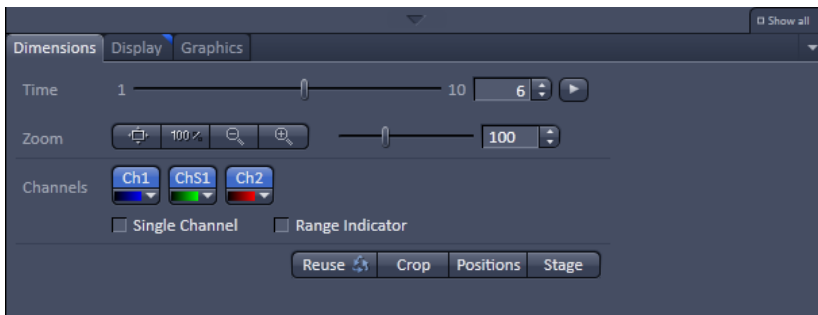 Show all
Dimensions Display Graphics
Time 1 10 6
Zoom 100% 100
Channels Ch1 ChS1 Ch2
Single Channel Range Indicator
Reuse Crop Positions Stage